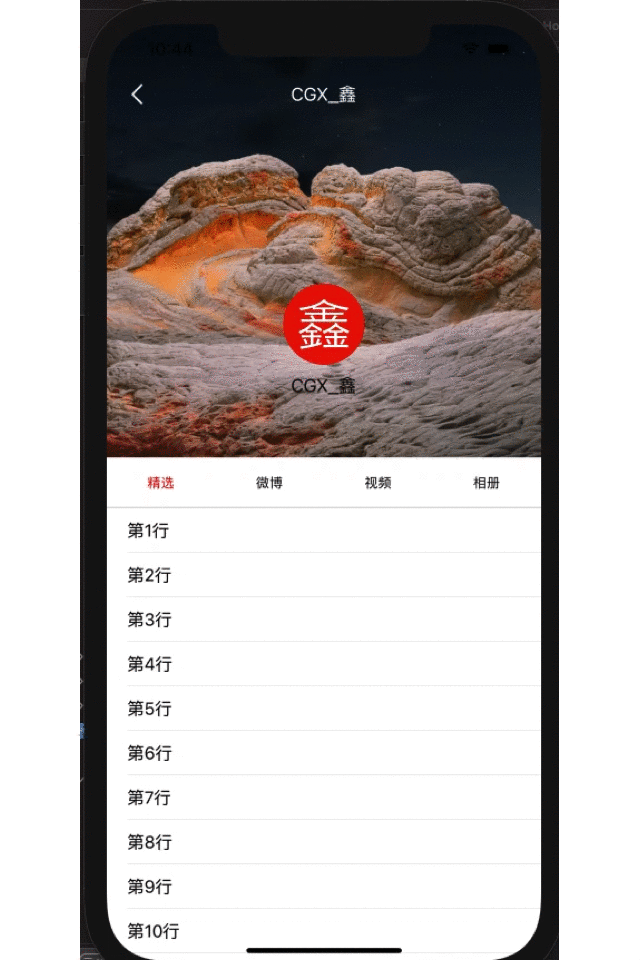 10:44
Ho
CGX_鑫
鑫
CGX_鑫
精选 微博 视频 相册
第1行
第2行
第3行
第4行
第5行
第6行
第7行
第8行
第9行
第10行